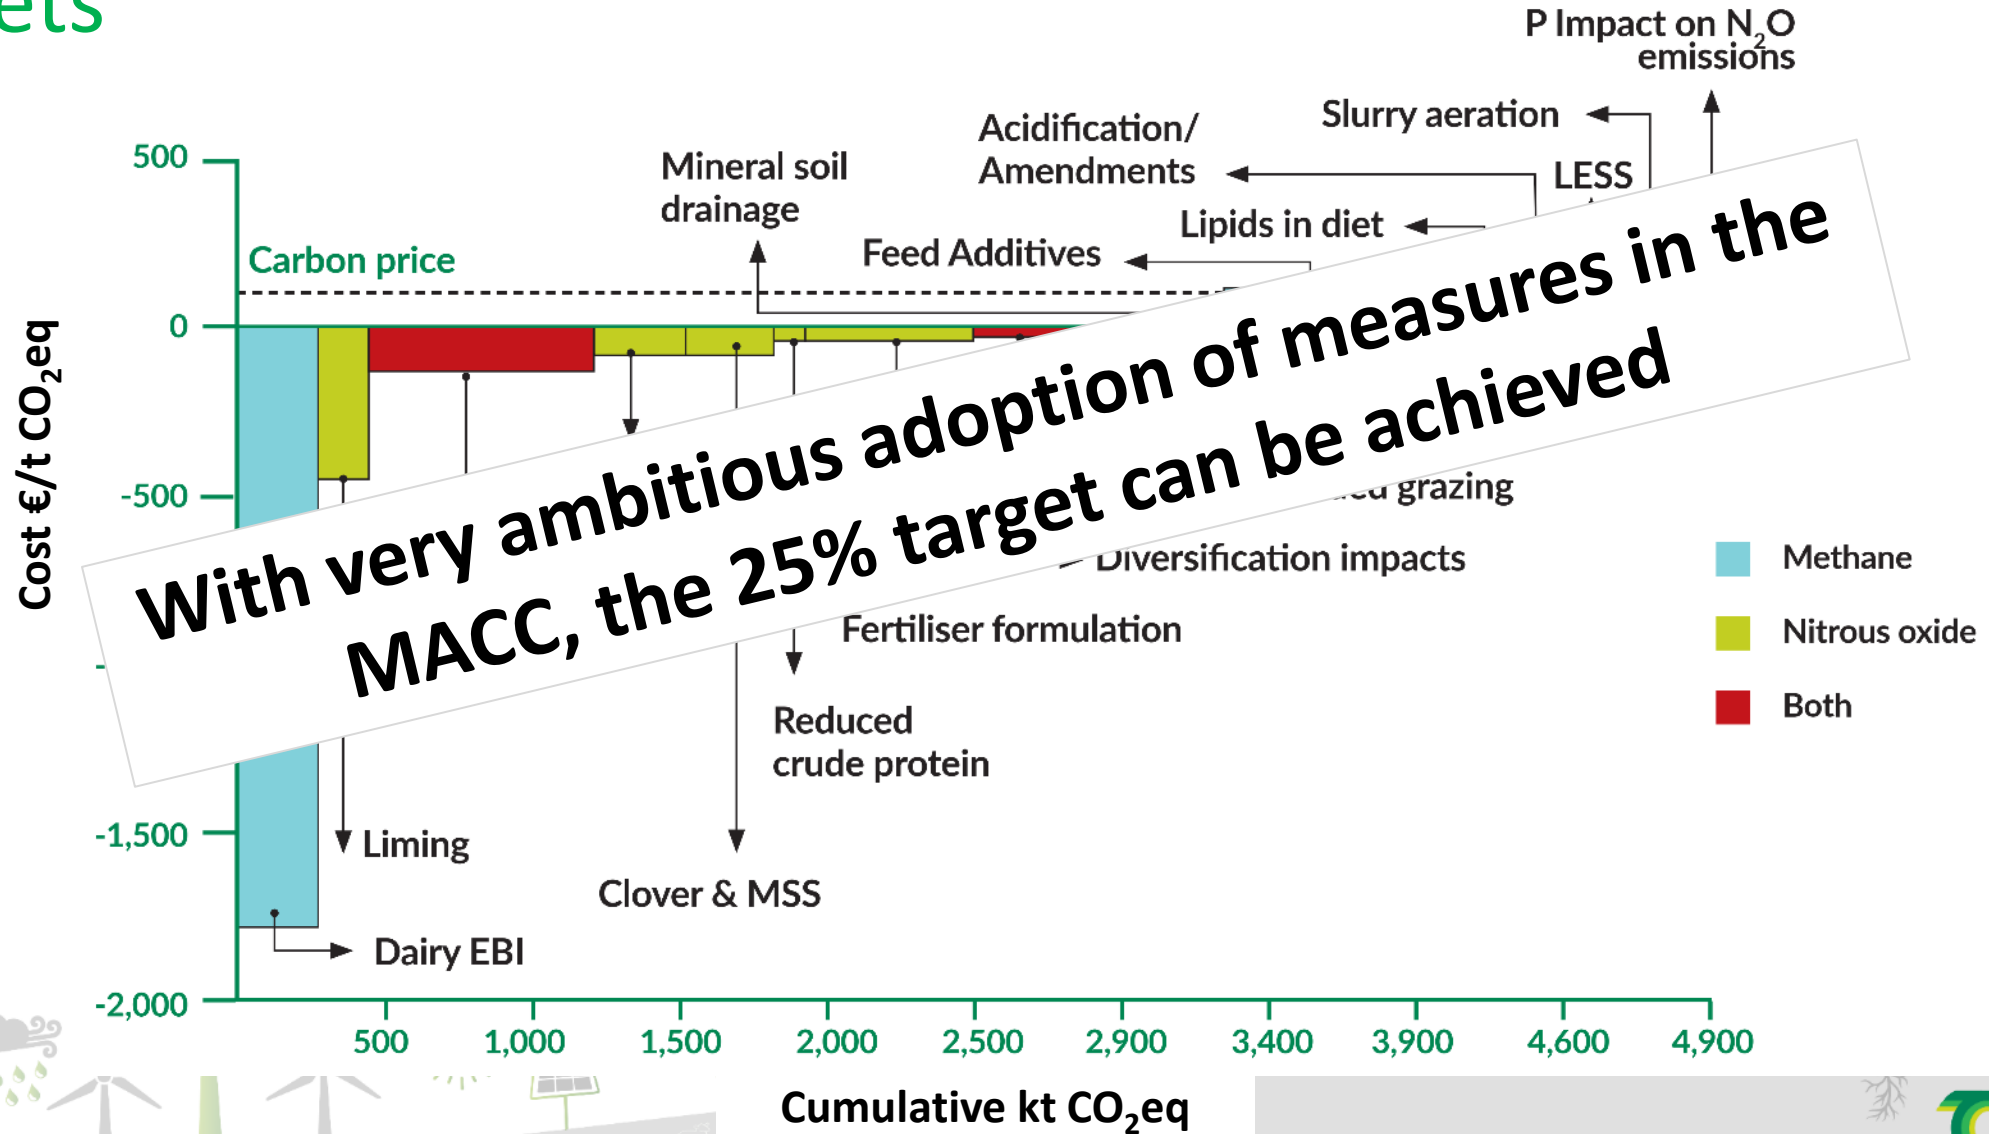 P Impact on N₂O
emissions
Slurry aeration
Acidification/
Amendments
LESS
Mineral soil
drainage
Lipids in diet
Feed Additives
Carbon price
500
0
-500
-1,500
-2,000
Cost €/t CO₂eq
With very ambitious adoption of measures in the
MACC, the 25% target can be achieved
grazing
Diversification impacts
Fertiliser formulation
Reduced
crude protein
Liming
Clover & MSS
Dairy EBI
Methane
Nitrous oxide
Both
500 1,000 1,500 2,000 2,500 2,900 3,400 3,900 4,600 4,900
Cumulative kt CO₂eq